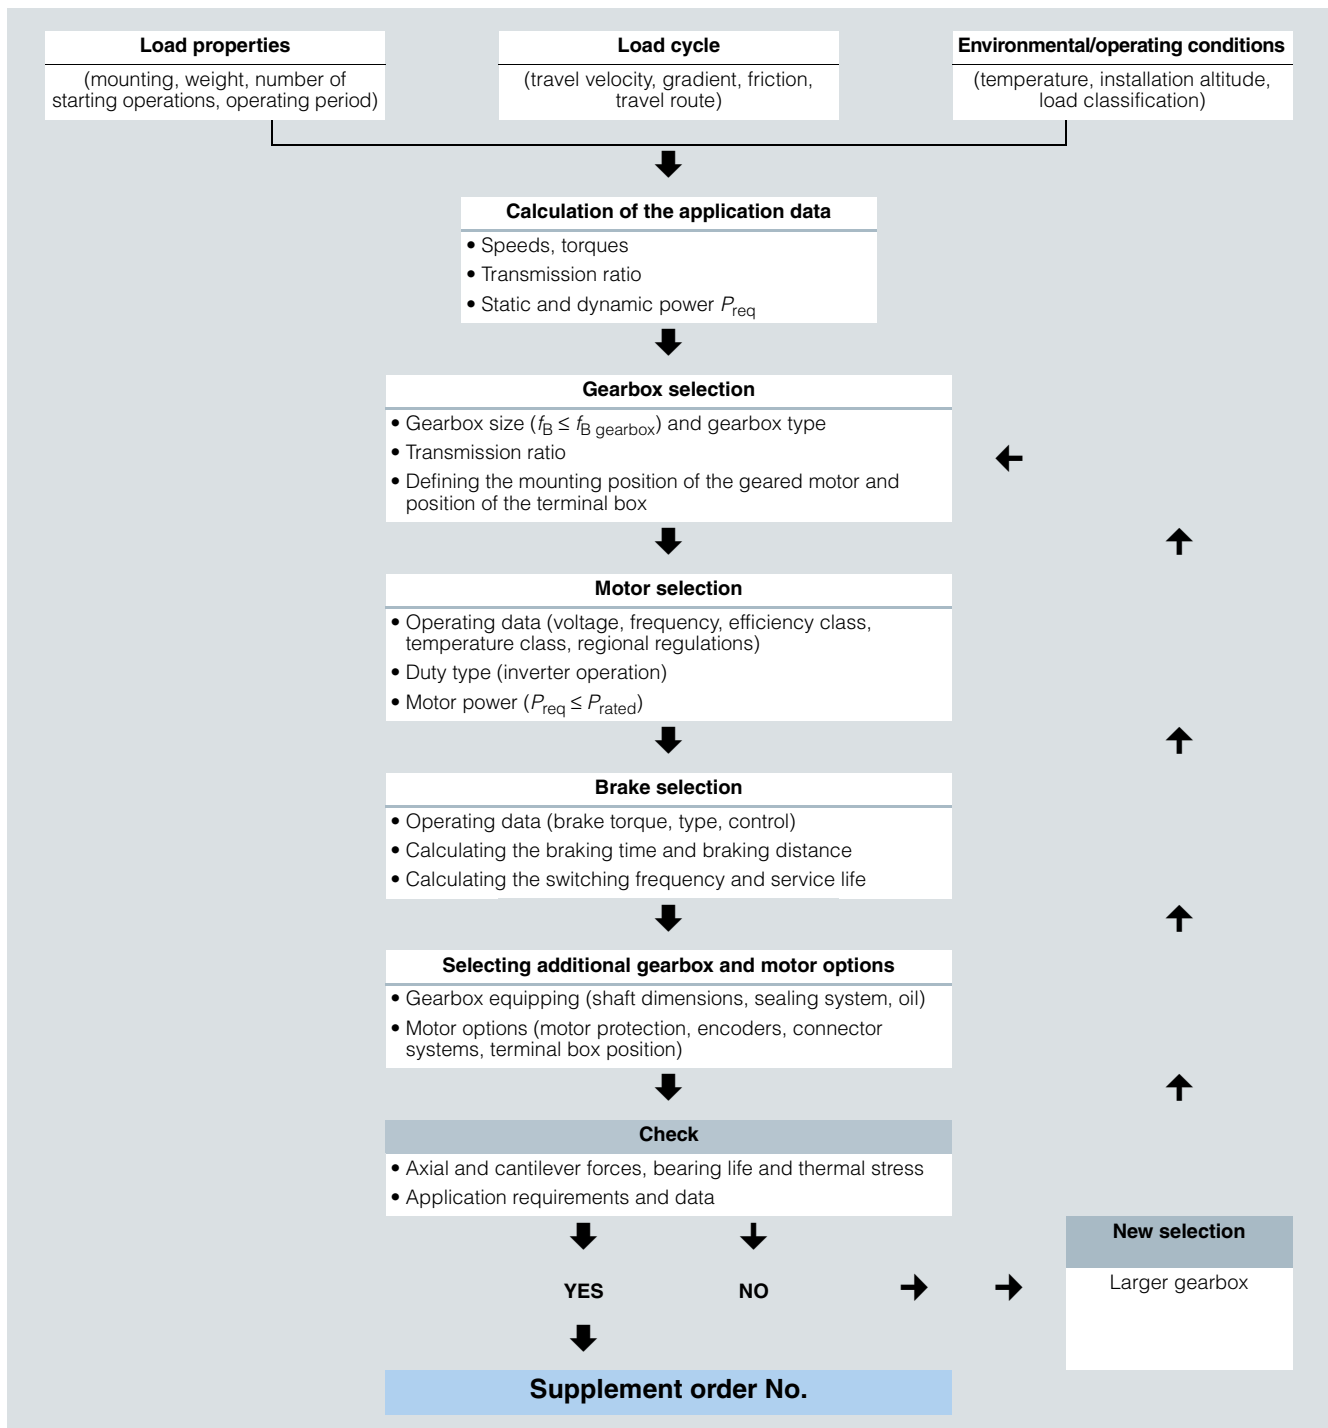 Load properties
(mounting, weight, number of
starting operations, operating period)
Load cycle
(travel velocity, gradient, friction,
travel route)
Environmental/operating conditions
(temperature, installation altitude,
load classification)
Calculation of the application data
• Speeds, torques
• Transmission ratio
• Static and dynamic power Preq
Gearbox selection
• Gearbox size (fB ≤ fB gearbox) and gearbox type
• Transmission ratio
• Defining the mounting position of the geared motor and
position of the terminal box
Motor selection
• Operating data (voltage, frequency, efficiency class,
temperature class, regional regulations)
• Duty type (inverter operation)
• Motor power (Preq ≤ Prated)
Brake selection
• Operating data (brake torque, type, control)
• Calculating the braking time and braking distance
• Calculating the switching frequency and service life
Selecting additional gearbox and motor options
• Gearbox equipping (shaft dimensions, sealing system, oil)
• Motor options (motor protection, encoders, connector
systems, terminal box position)
Check
• Axial and cantilever forces, bearing life and thermal stress
• Application requirements and data
YES
NO
New selection
Larger gearbox
Supplement order No.